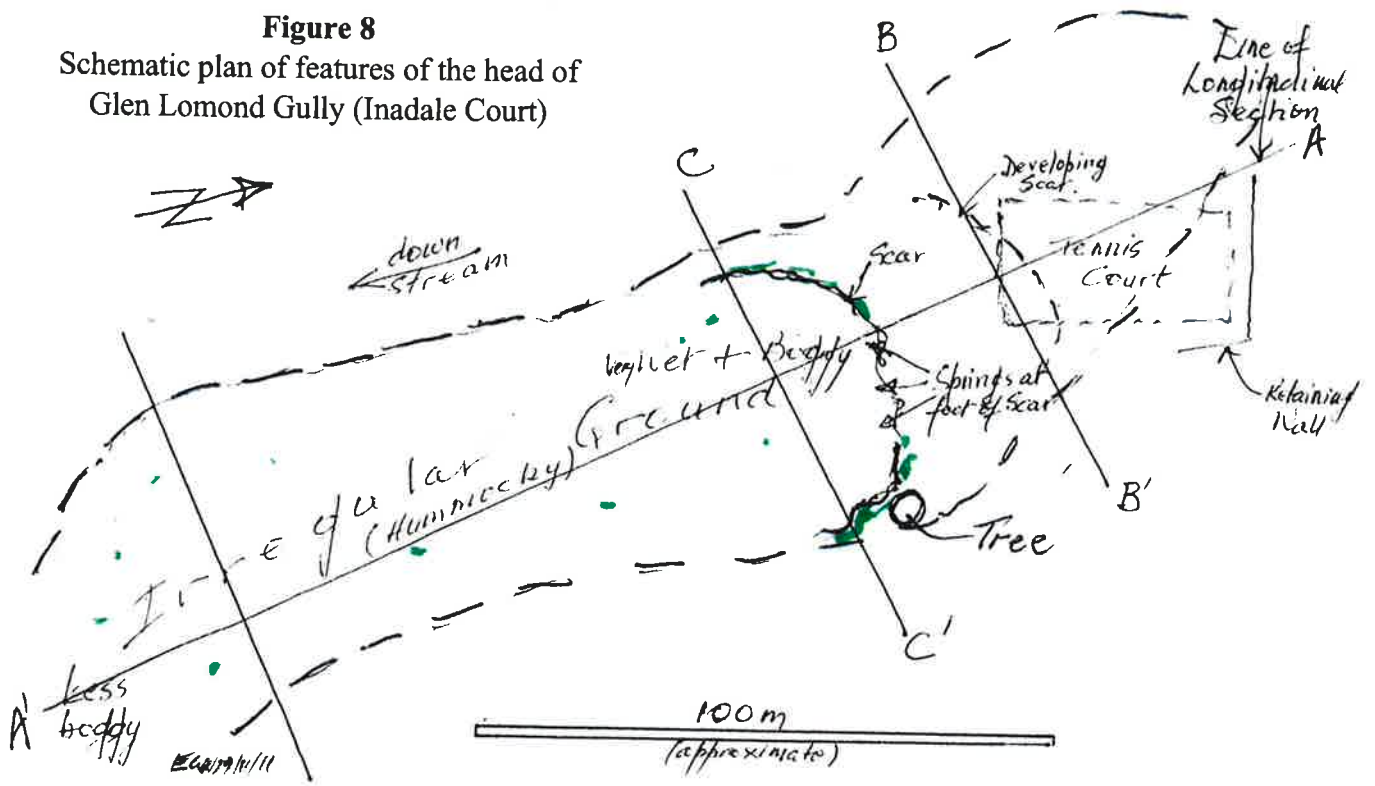 Figure 8
Schematic plan of features of the head of
Glen Lomond Gully (Inadale Court)
B
Line of
Longitudinal
Section
A
C
Developing
Scar
down
stream
Scar
Tennis
Court
very wet + Boggy
Springs at
foot of Scar
Retaining
Wall
Irregular Ground
(Hummocky)
B'
Tree
C'
A'
Less
boggy
100m
(approximate)